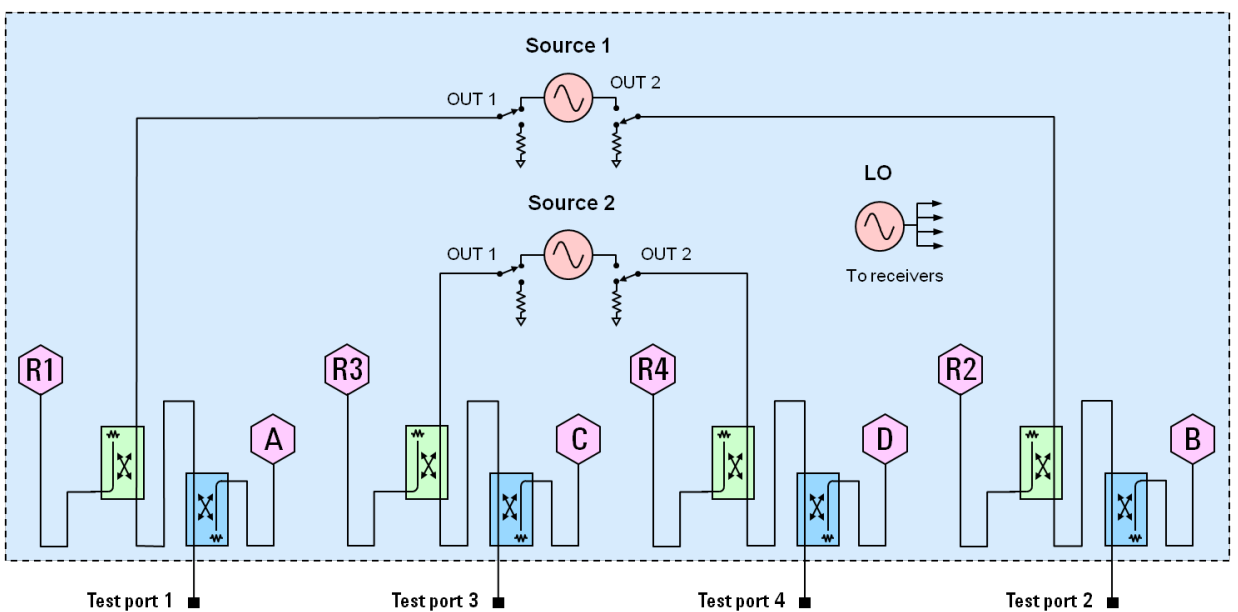 Source 1
OUT 1
OUT 2
LO
Source 2
OUT 1
OUT 2
To receivers
R1
R3
R4
R2
A
C
D
B
Test port 1
Test port 3
Test port 4
Test port 2